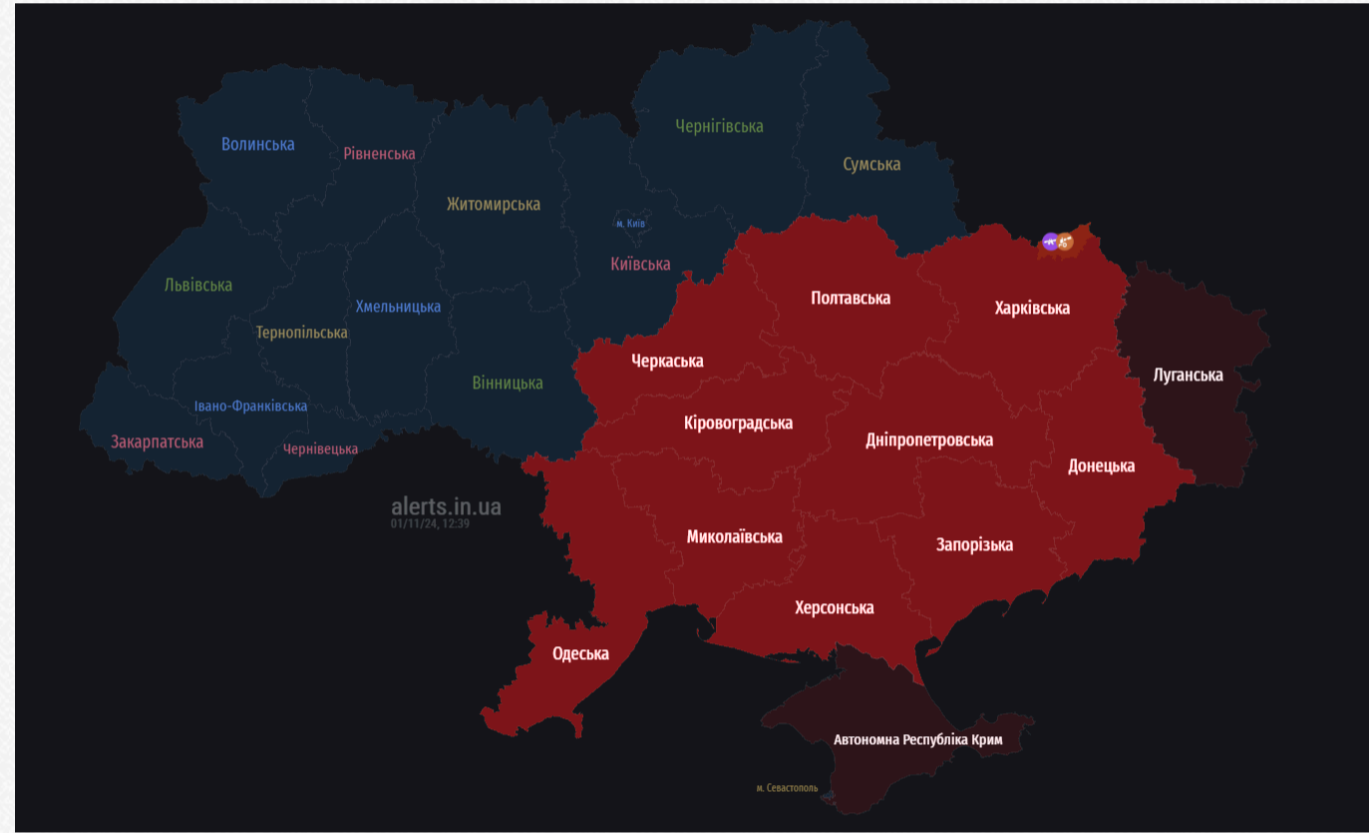 Чернігівська
Волинська
Рівненська
Сумська
Житомирська
м. Київ
Київська
Львівська
Полтавська
Хмельницька
Харківська
Тернопільська
Черкаська
Луганська
Вінницька
Івано-Франківська
Кіровоградська
Дніпропетровська
Закарпатська
Чернівецька
Донецька
alerts.in.ua
01/11/24, 12:39
Миколаївська
Запорізька
Херсонська
Одеська
Автономна Республіка Крим
м. Севастополь